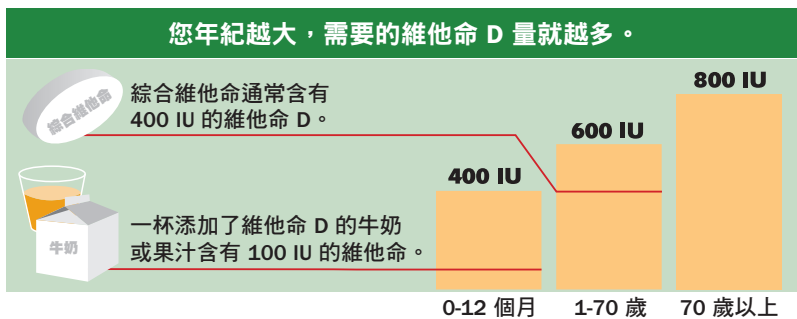 您年紀越大，需要的維他命 D 量就越多。
綜合維他命
綜合維他命通常含有
400 IU 的維他命 D。
牛奶
一杯添加了維他命 D 的牛奶
或果汁含有 100 IU 的維他命。
400 IU
600 IU
800 IU
0-12 個月
1-70 歲
70 歲以上